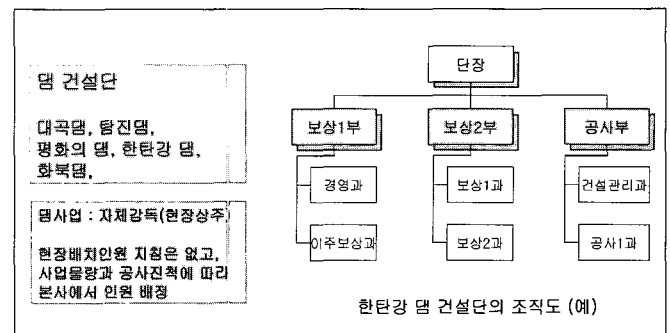 댐 건설단
대곡댐, 탐진댐,
평화의 댐, 한탄강 댐,
화북댐,
댐사업 : 자체감독(현장상주)
현장배치인원 지침은 없고,
사업물량과 공사진척에 따라
본사에서 인원 배정
단장
보상1부
보상2부
공사부
경영과
보상1과
건설관리과
이주보상과
보상2과
공사1과
한탄강 댐 건설단의 조직도 (예)